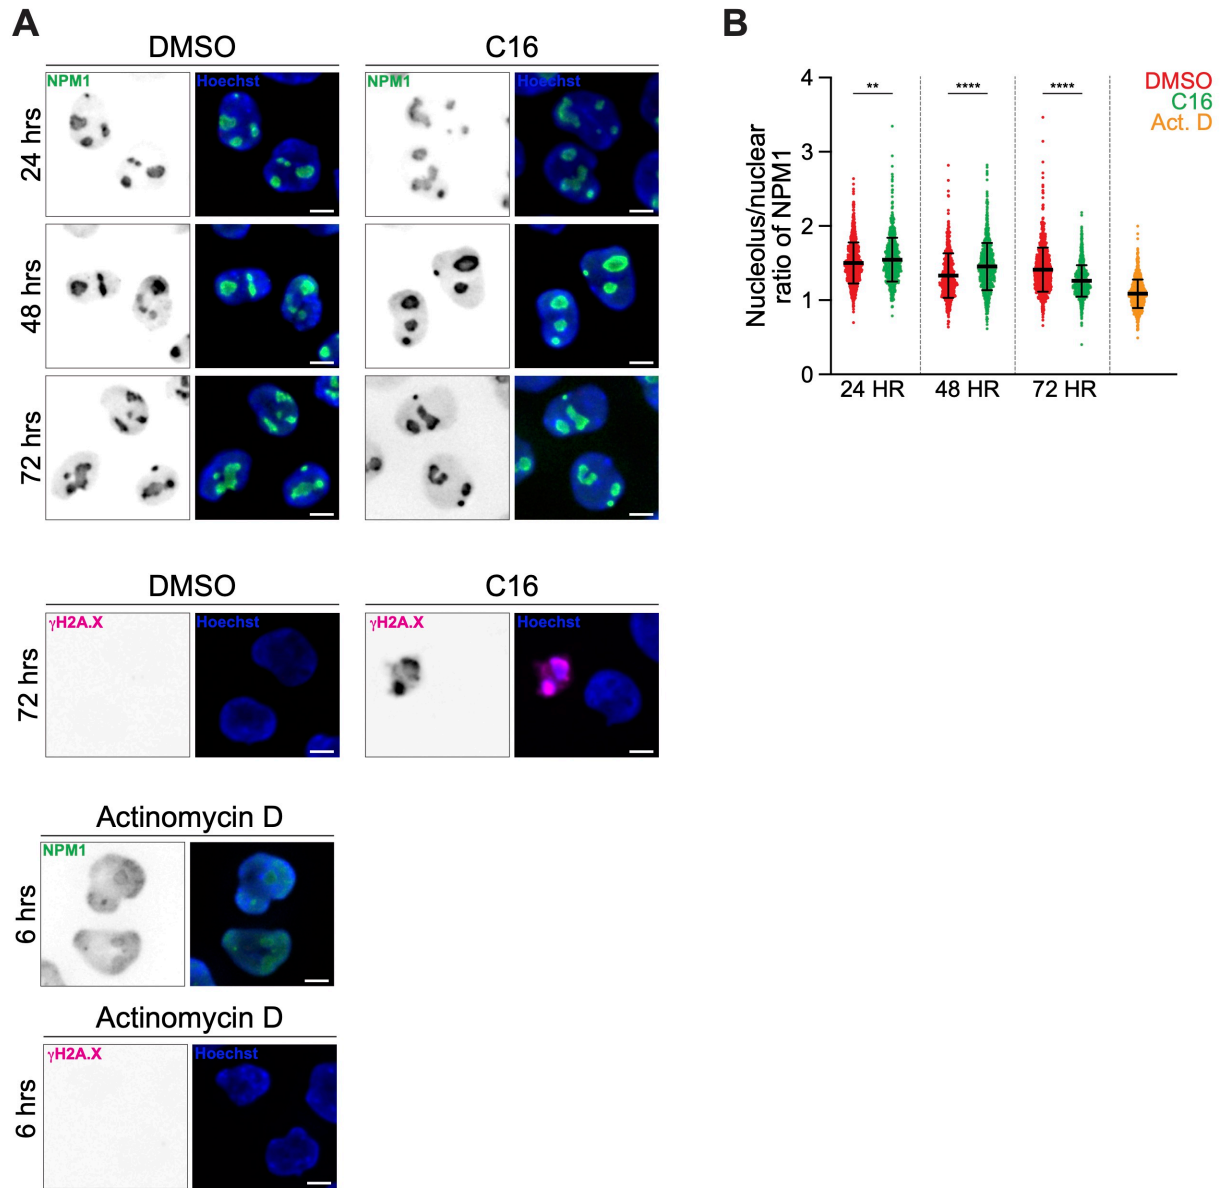 A
DMSO
C16
24 hrs
NPM1
Hoechst
NPM1
Hoechst
48 hrs
72 hrs
DMSO
C16
72 hrs
γH2A.X
Hoechst
γH2A.X
Hoechst
Actinomycin D
6 hrs
NPM1
Actinomycin D
6 hrs
γH2A.X
Hoechst
B
Nucleolus/nuclear
ratio of NPM1
4
3
2
1
0
**
****
****
24 HR
48 HR
72 HR
DMSO
C16
Act. D